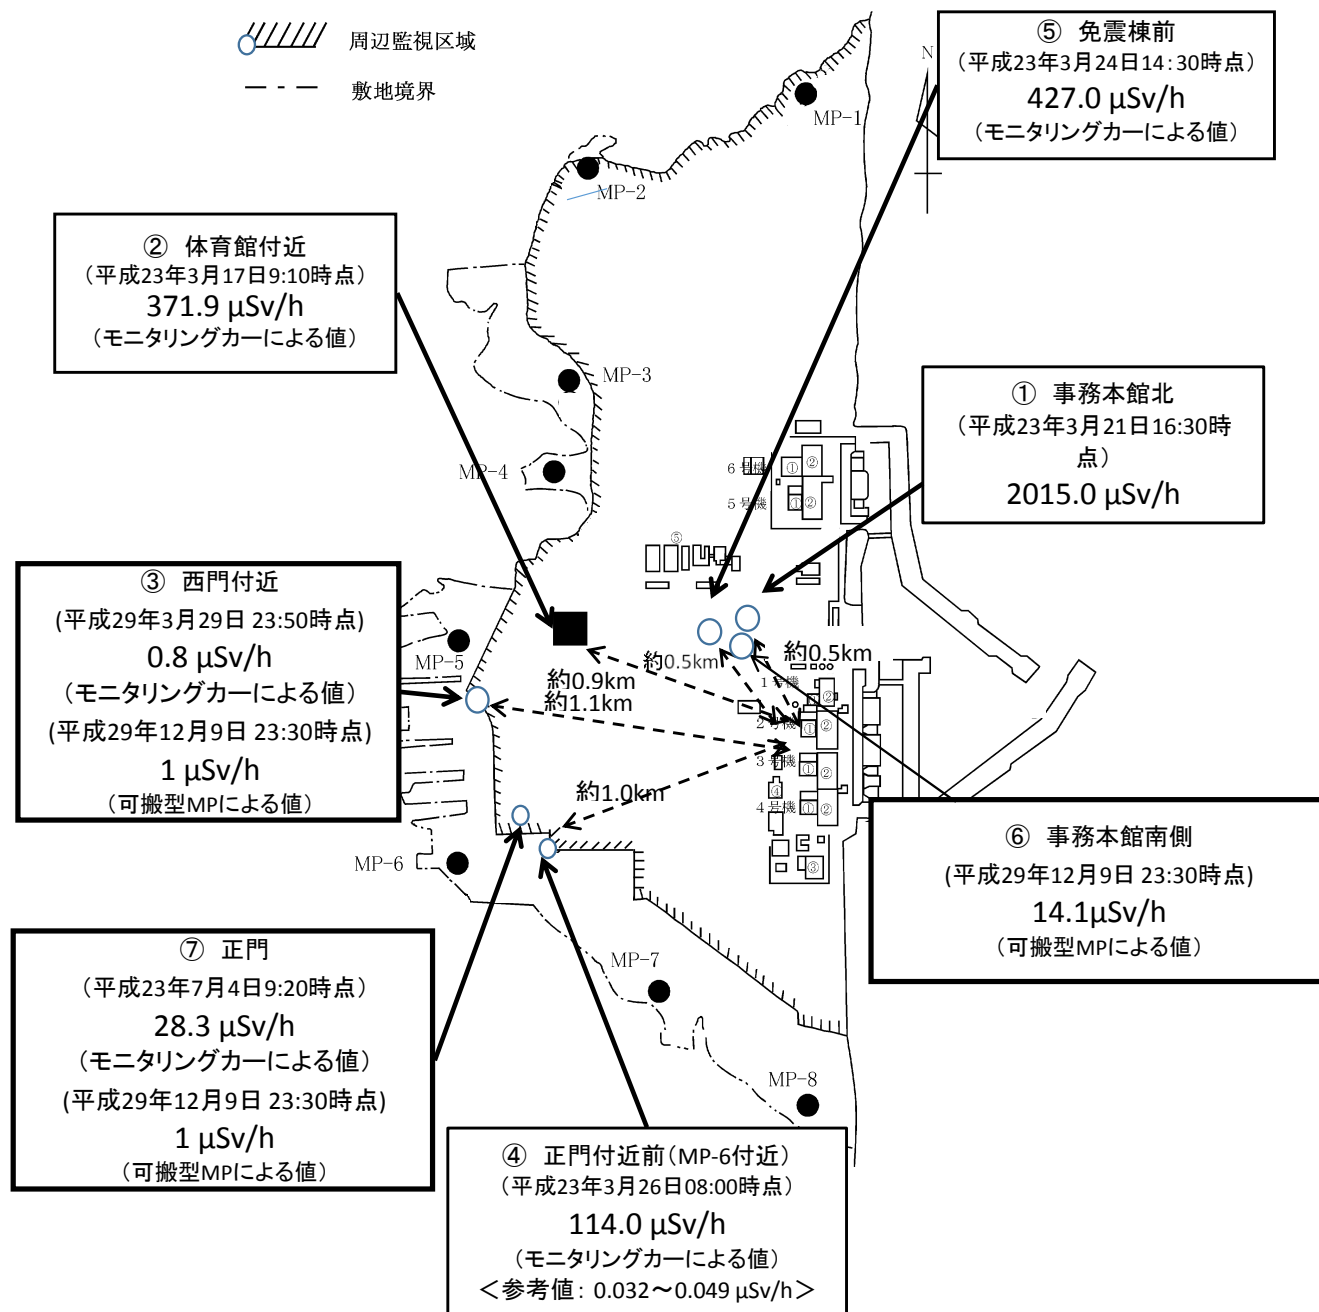 周辺監視区域
敷地境界
⑤ 免震棟前
(平成23年3月24日14:30時点)
427.0 μSv/h
(モニタリングカーによる値)
N
MP-1
MP-2
② 体育館付近
(平成23年3月17日9:10時点)
371.9 μSv/h
(モニタリングカーによる値)
MP-3
MP-4
① 事務本館北
(平成23年3月21日16:30時
点)
2015.0 μSv/h
6号機
① ②
5号機
① ②
⑤
③ 西門付近
(平成29年3月29日 23:50時点)
0.8 μSv/h
(モニタリングカーによる値)
(平成29年12月9日 23:30時点)
1 μSv/h
(可搬型MPによる値)
MP-5
約0.5km
約0.5km
約0.9km
約1.1km
1号機
②
2号機
① ②
3号機
① ②
④
4号機
① ②
③
約1.0km
MP-6
⑥ 事務本館南側
(平成29年12月9日 23:30時点)
14.1μSv/h
(可搬型MPによる値)
⑦ 正門
(平成23年7月4日9:20時点)
28.3 μSv/h
(モニタリングカーによる値)
(平成29年12月9日 23:30時点)
1 μSv/h
(可搬型MPによる値)
MP-7
MP-8
④ 正門付近前(MP-6付近)
(平成23年3月26日08:00時点)
114.0 μSv/h
(モニタリングカーによる値)
<参考値: 0.032～0.049 μSv/h>